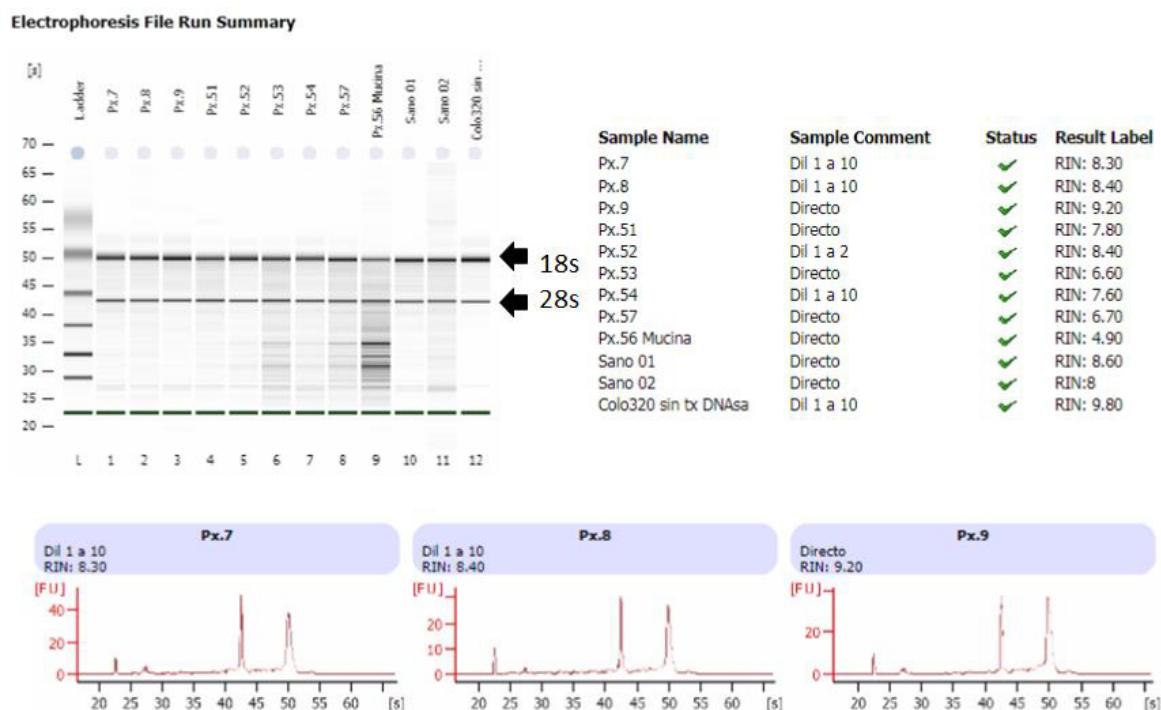 Electrophoresis File Run Summary
[s]
Ladder
Px.7
Px.8
Px.9
Px.51
Px.52
Px.53
Px.54
Px.57
Px.56 Mucina
Sano 01
Sano 02
Colo320 sin ...
70
65
60
55
50
45
40
35
30
25
20
18s
28s
L 1 2 3 4 5 6 7 8 9 10 11 12
Sample Name Sample Comment Status Result Label
Px.7 Dil 1 a 10 RIN: 8.30
Px.8 Dil 1 a 10 RIN: 8.40
Px.9 Directo RIN: 9.20
Px.51 Directo RIN: 7.80
Px.52 Dil 1 a 2 RIN: 8.40
Px.53 Directo RIN: 6.60
Px.54 Dil 1 a 10 RIN: 7.60
Px.57 Directo RIN: 6.70
Px.56 Mucina Directo RIN: 4.90
Sano 01 Directo RIN: 8.60
Sano 02 Directo RIN:8
Colo320 sin tx DNAsa Dil 1 a 10 RIN: 9.80
Px.7
Dil 1 a 10
RIN: 8.30
[FU]
40
20
0
20 25 30 35 40 45 50 55 60 65 [s]
Px.8
Dil 1 a 10
RIN: 8.40
[FU]
20
10
0
20 25 30 35 40 45 50 55 60 65 [s]
Px.9
Directo
RIN: 9.20
[FU]
20
0
20 25 30 35 40 45 50 55 60 65 [s]